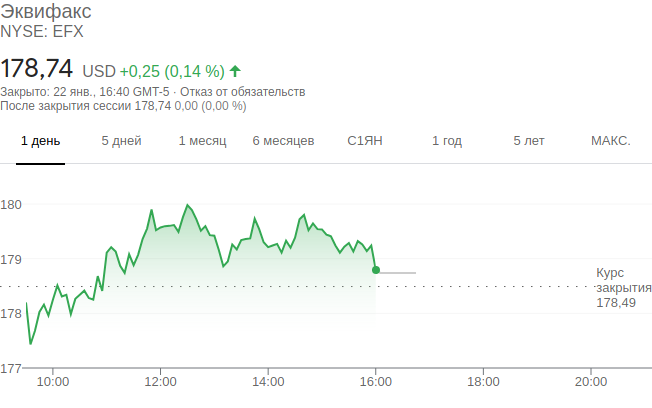 Эквифакс
NYSE: EFX
178,74 USD +0,25 (0,14 %)
Закрыто: 22 янв., 16:40 GMT-5 · Отказ от обязательств
После закрытия сессии 178,74 0,00 (0,00 %)
1 день 5 дней 1 месяц 6 месяцев С1ЯН 1 год 5 лет МАКС.
180
179
Курс
закрытия
178,49
178
177
10:00 12:00 14:00 16:00 18:00 20:00